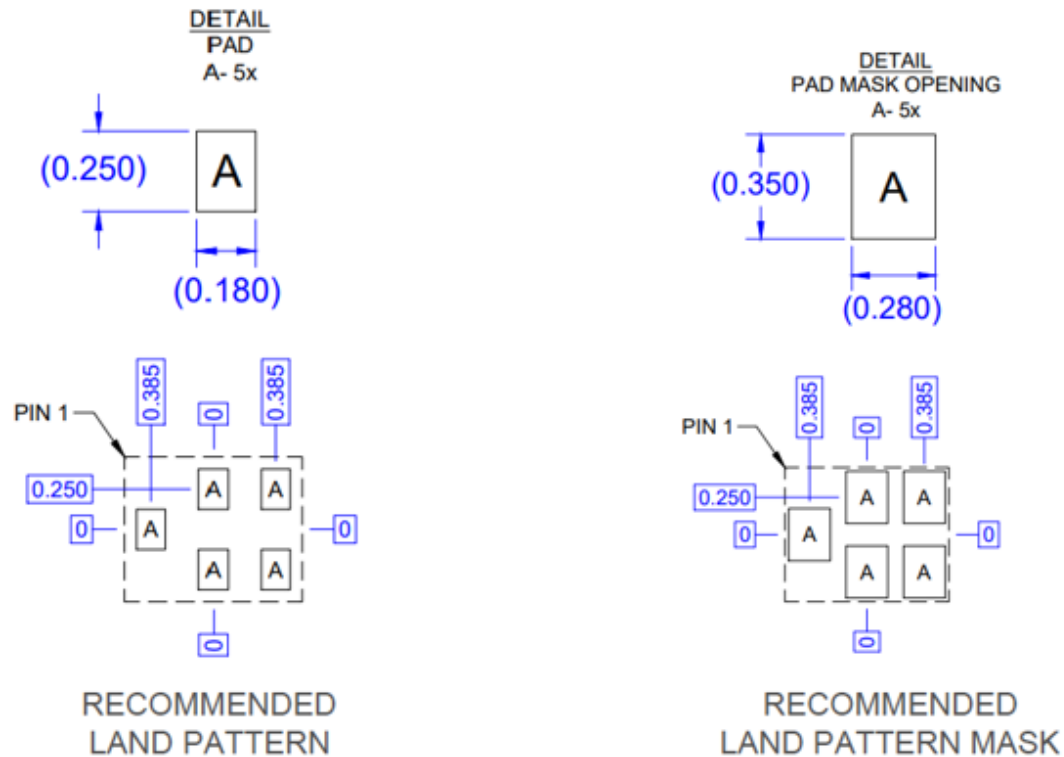 DETAIL
PAD
A- 5x
(0.250)
A
(0.180)
DETAIL
PAD MASK OPENING
A- 5x
(0.350)
A
(0.280)
0.385
0
0.385
PIN 1
0.250
A
A
0
A
0
A
A
0
RECOMMENDED
LAND PATTERN
0.385
0
0.385
PIN 1
0.250
A
A
0
A
0
A
A
0
RECOMMENDED
LAND PATTERN MASK